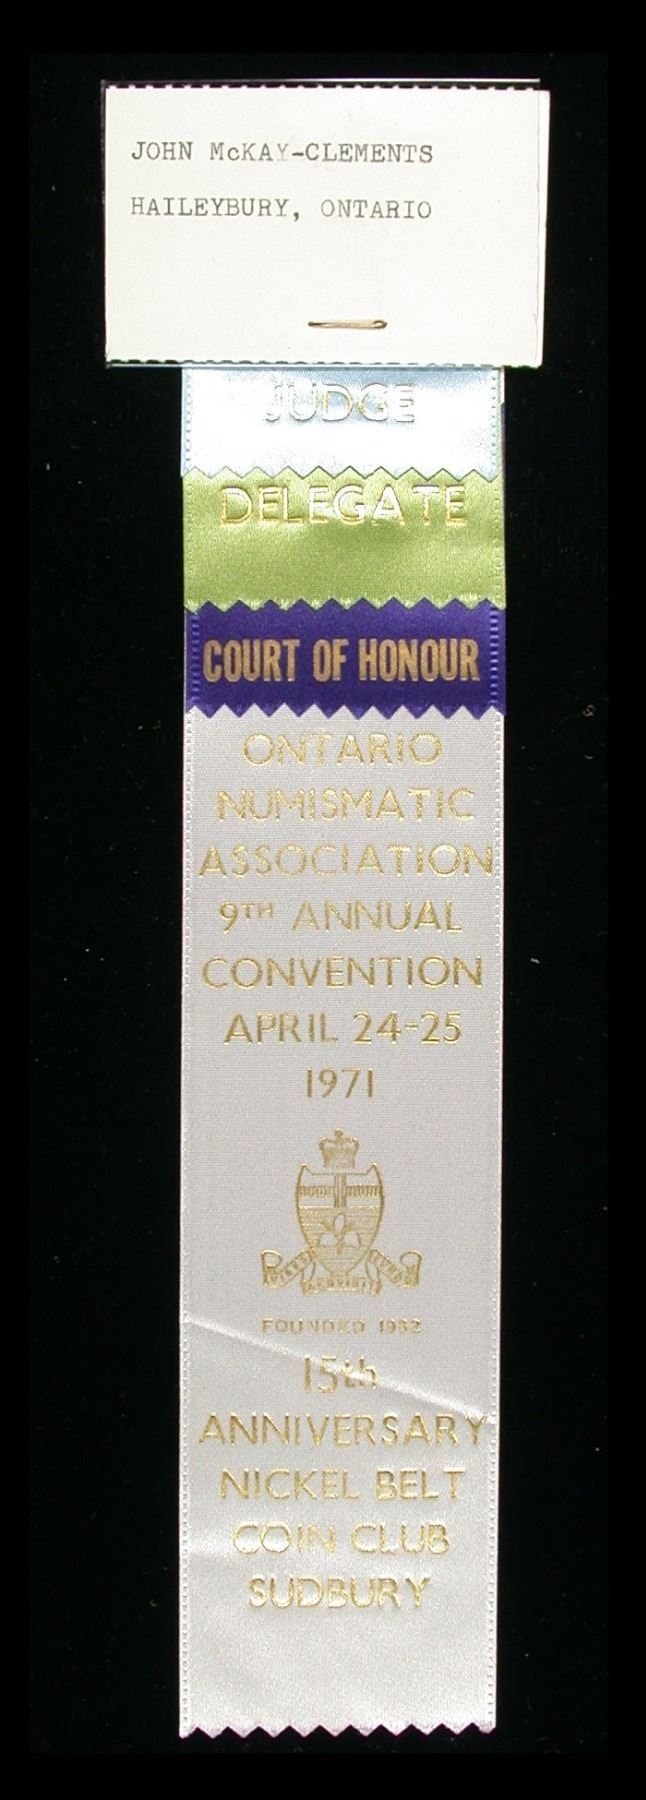 JOHN McKAY-CLEMENTS
HAILEYBURY, ONTARIO
JUDGE
DELEGATE
COURT OF HONOUR
ONTARIO
NUMISMATIC
ASSOCIATION
9TH ANNUAL
CONVENTION
APRIL 24-25
1971
FOUNDED 1962
15th
ANNIVERSARY
NICKEL BELT
COIN CLUB
SUDBURY